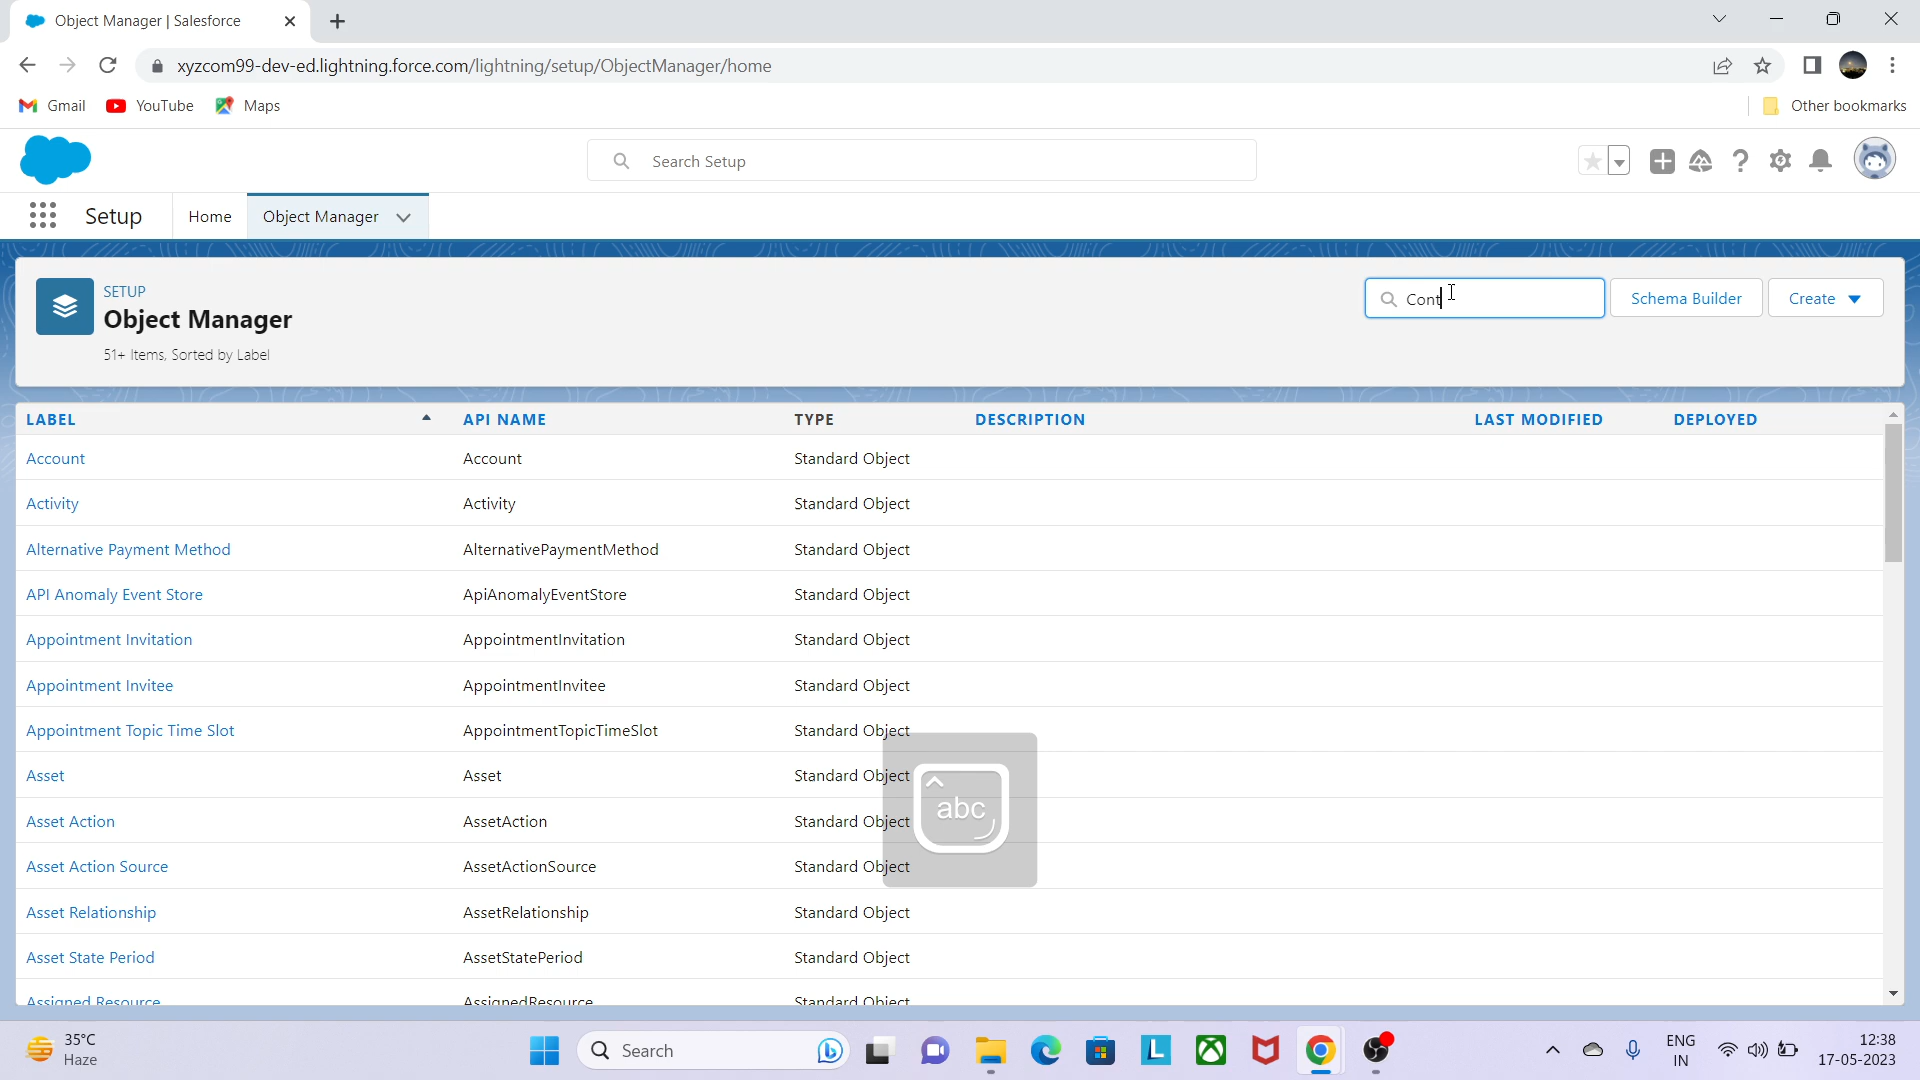 Object Manager | Salesforce
xyzcom99-dev-ed.lightning.force.com/lightning/setup/ObjectManager/home
Gmail YouTube Maps Other bookmarks
Search Setup
Setup Home Object Manager
SETUP
Object Manager
51+ Items, Sorted by Label
Cont Schema Builder Create
LABEL API NAME TYPE DESCRIPTION LAST MODIFIED DEPLOYED
Account Account Standard Object
Activity Activity Standard Object
Alternative Payment Method AlternativePaymentMethod Standard Object
API Anomaly Event Store ApiAnomalyEventStore Standard Object
Appointment Invitation AppointmentInvitation Standard Object
Appointment Invitee AppointmentInvitee Standard Object
Appointment Topic Time Slot AppointmentTopicTimeSlot Standard Object
Asset Asset Standard Object
Asset Action AssetAction Standard Object
Asset Action Source AssetActionSource Standard Object
Asset Relationship AssetRelationship Standard Object
Asset State Period AssetStatePeriod Standard Object
Assigned Resource AssignedResource Standard Object
abc
35°C
Haze
Search
ENG
IN
12:38
17-05-2023